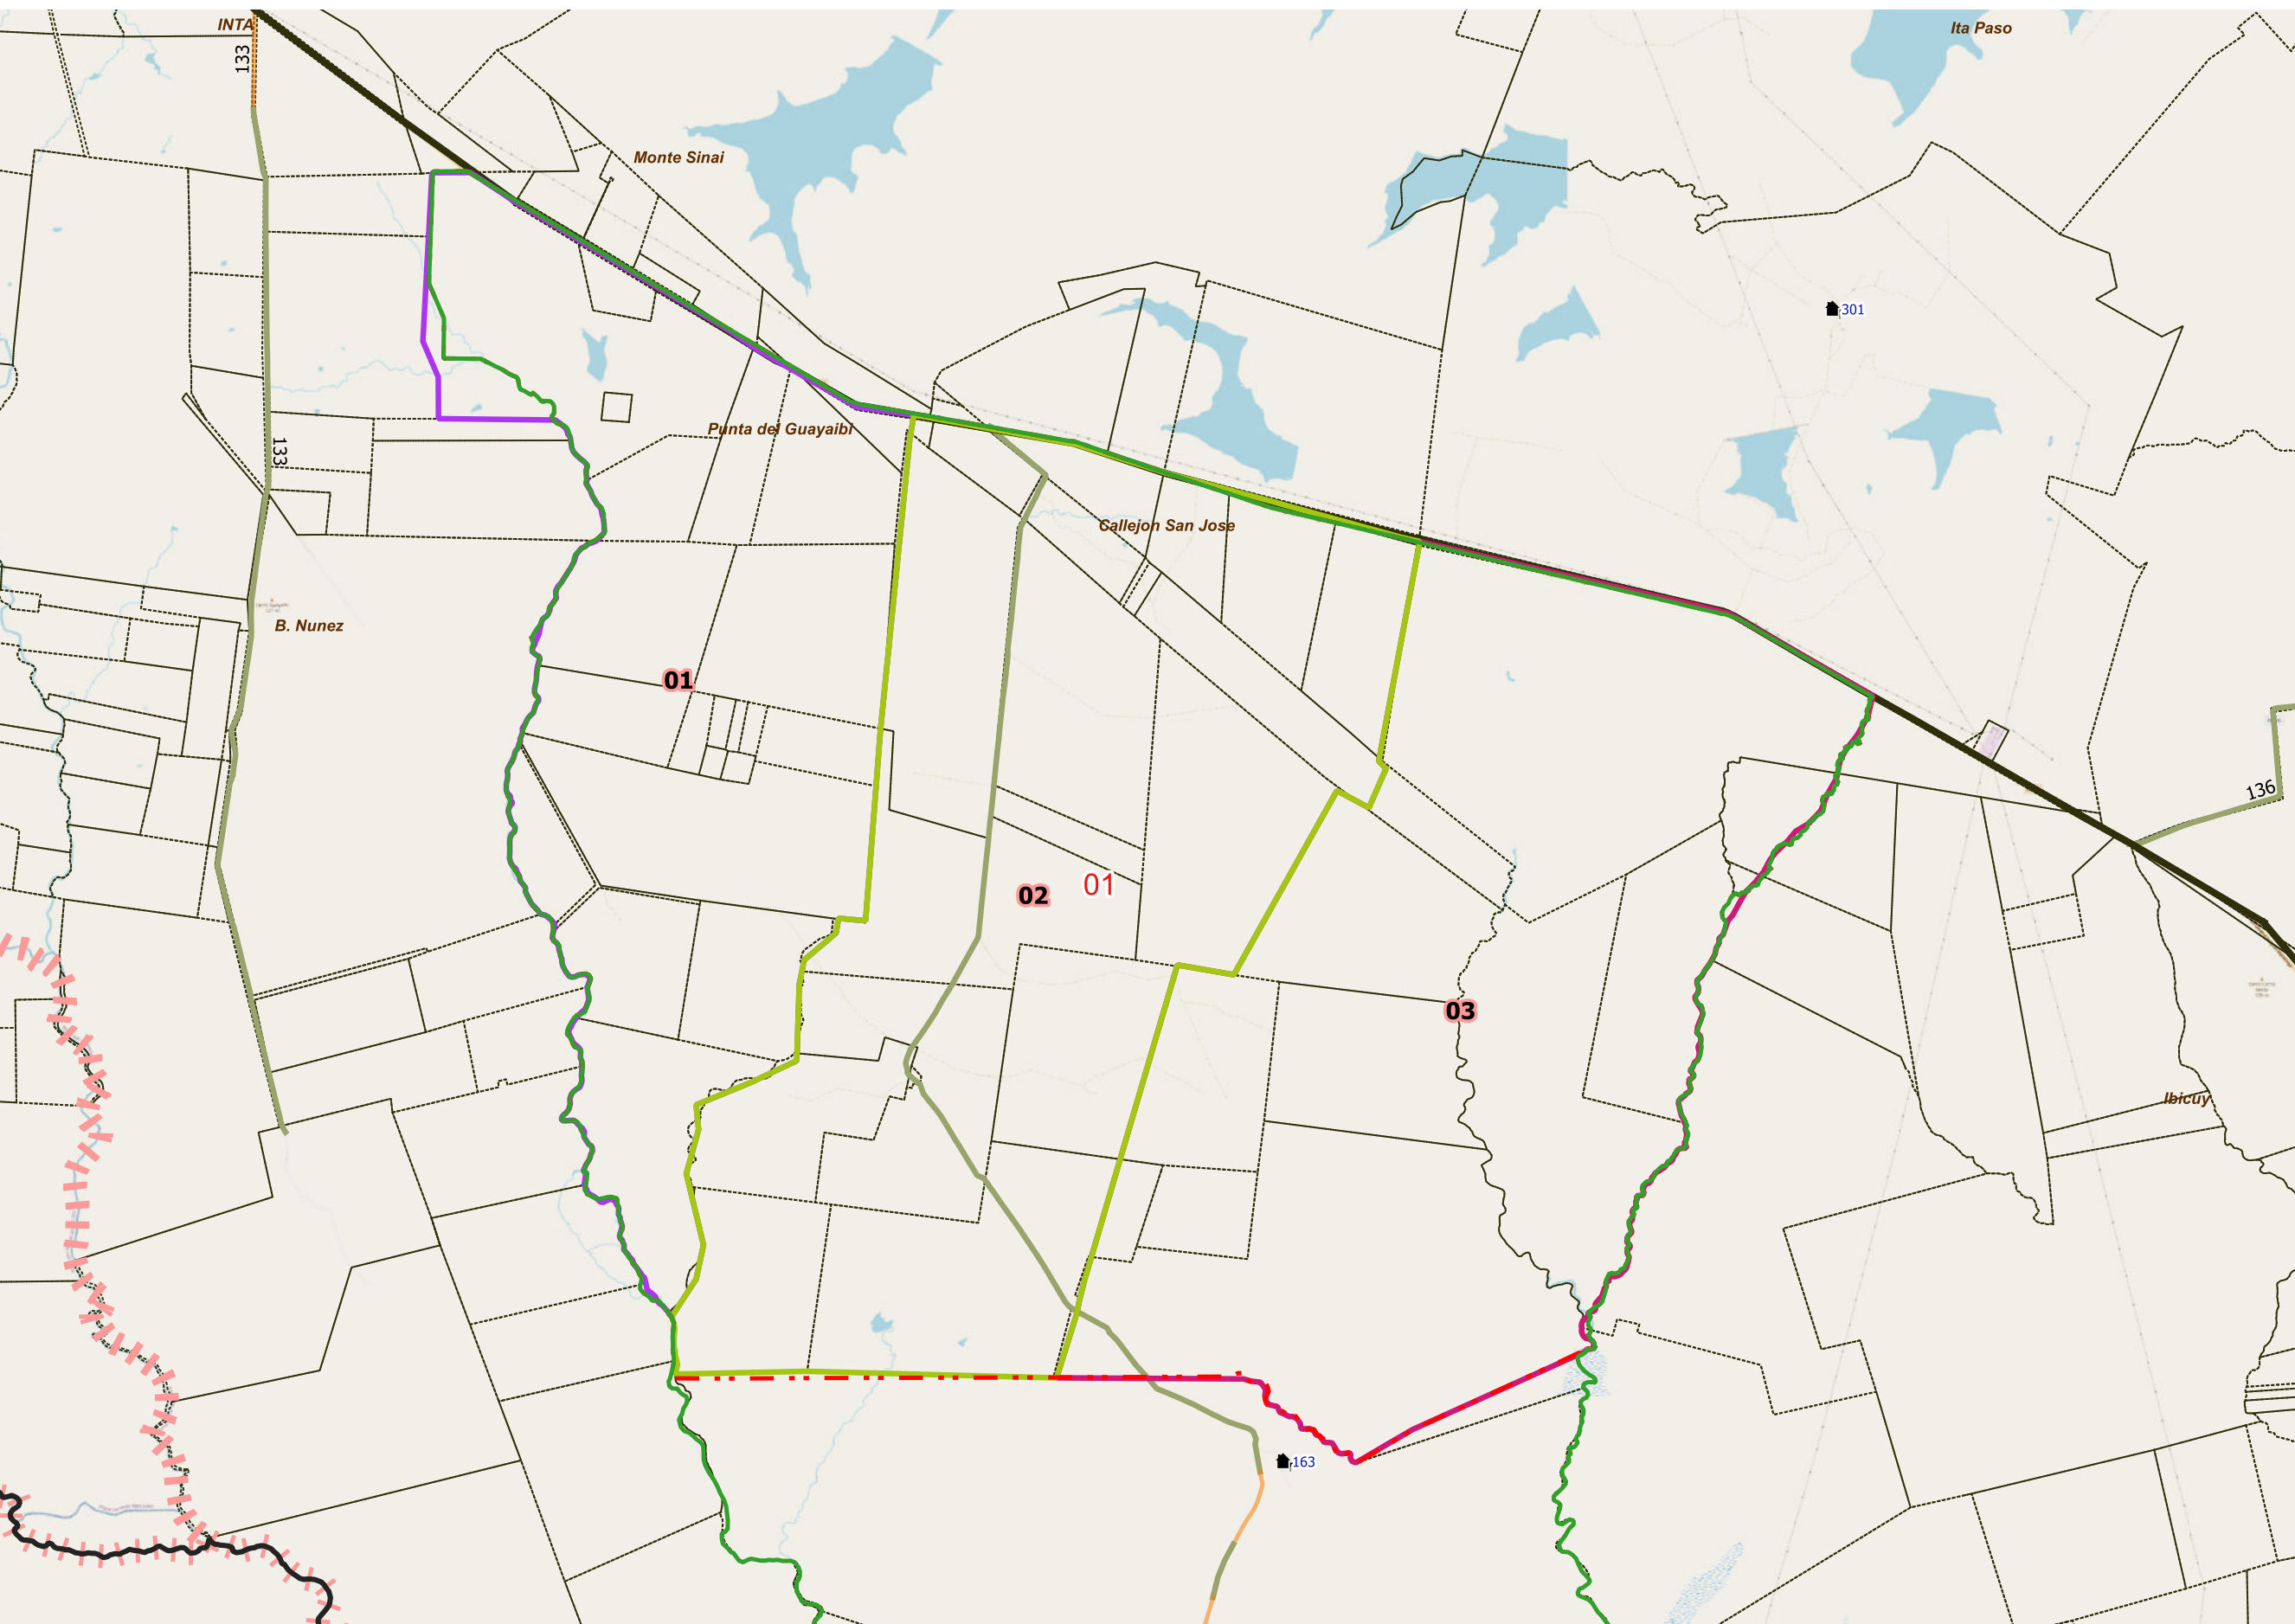 INTA
133
Ita Paso
Monte Sinai
301
Punta del Guayaibi
133
Callejon San Jose
B. Nunez
01
136
02
01
03
Ibicuy
163